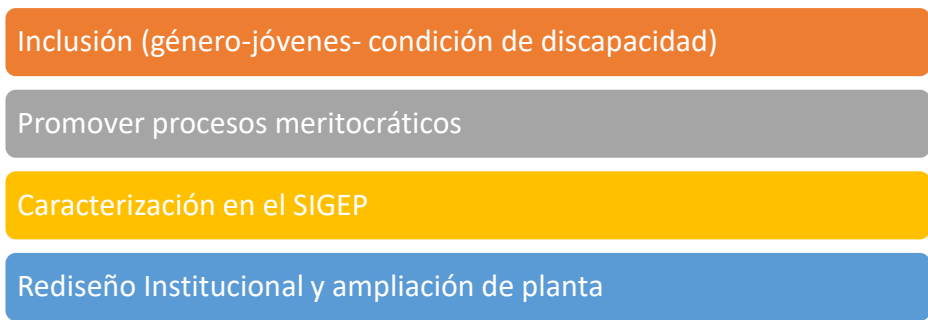 Inclusión (género-jóvenes- condición de discapacidad)
Promover procesos meritocráticos
Caracterización en el SIGEP
Rediseño Institucional y ampliación de planta